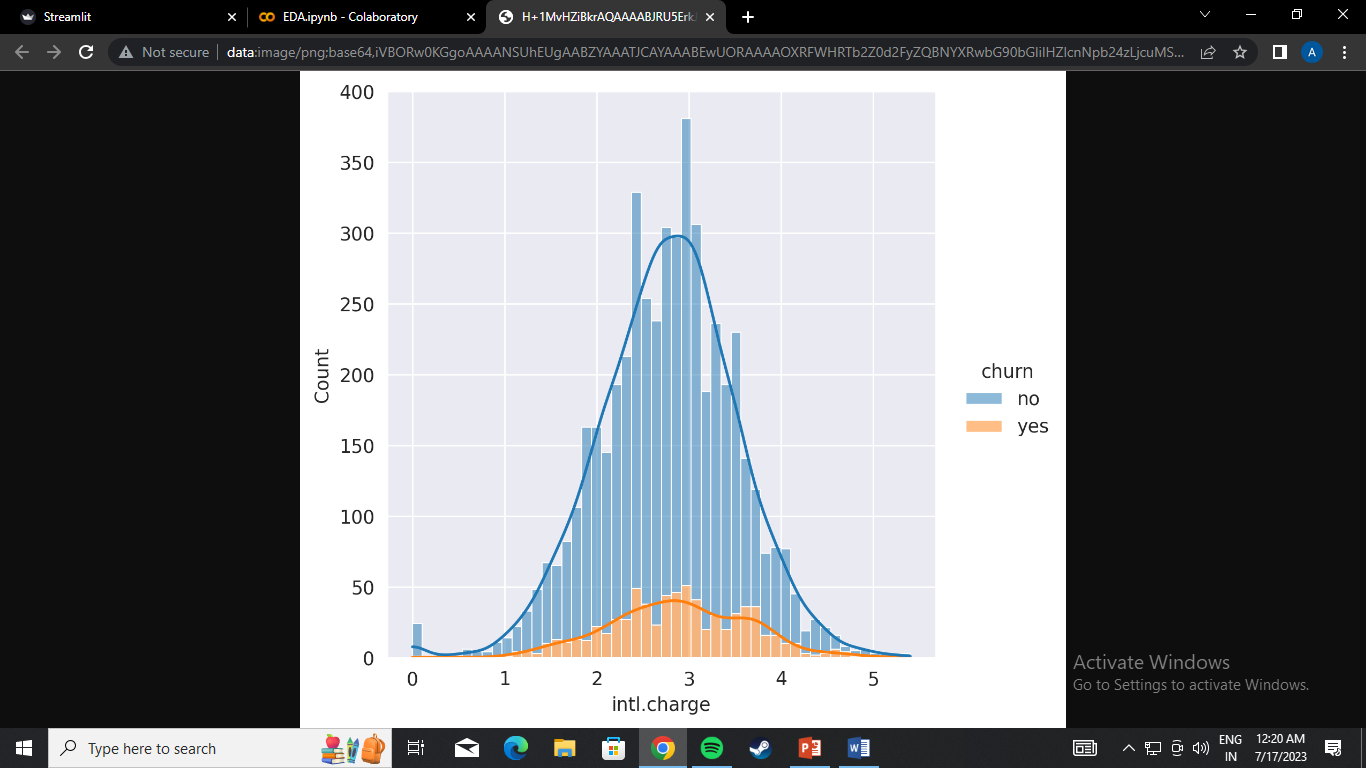 Streamlit
EDA.ipynb - Colaboratory
H+1MvHZiBkrAQAAAABJRU5Erk
Not secure
data:image/png;base64,iVBORw0KGgoAAAANSUhEUgAABZYAAATJCAYAAABEwUORAAAAOXRFWHRTb2Z0d2FyZQBNYXRwbG90bGliIHZlcnNpb24zLjcuMS...
A
400
350
300
250
200
150
100
50
0
Count
0 1 2 3 4 5
intl.charge
churn
no
yes
Activate Windows
Go to Settings to activate Windows.
Type here to search
ENG
IN
12:20 AM
7/17/2023